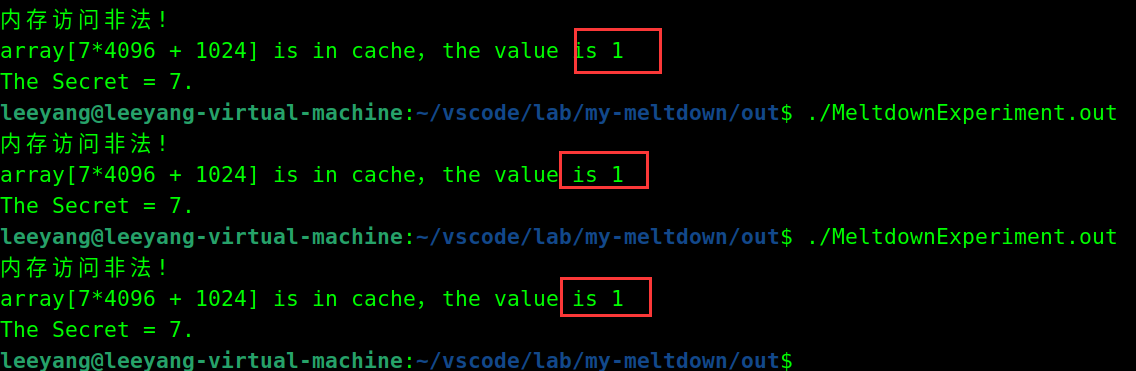 内存访问非法!
array[7*4096 + 1024] is in cache, the value is 1
The Secret = 7.
leeyang@leeyang-virtual-machine:~/vscode/lab/my-meltdown/out$ ./MeltdownExperiment.out
内存访问非法!
array[7*4096 + 1024] is in cache, the value is 1
The Secret = 7.
leeyang@leeyang-virtual-machine:~/vscode/lab/my-meltdown/out$ ./MeltdownExperiment.out
内存访问非法!
array[7*4096 + 1024] is in cache, the value is 1
The Secret = 7.
leeyang@leeyang-virtual-machine:~/vscode/lab/my-meltdown/out$